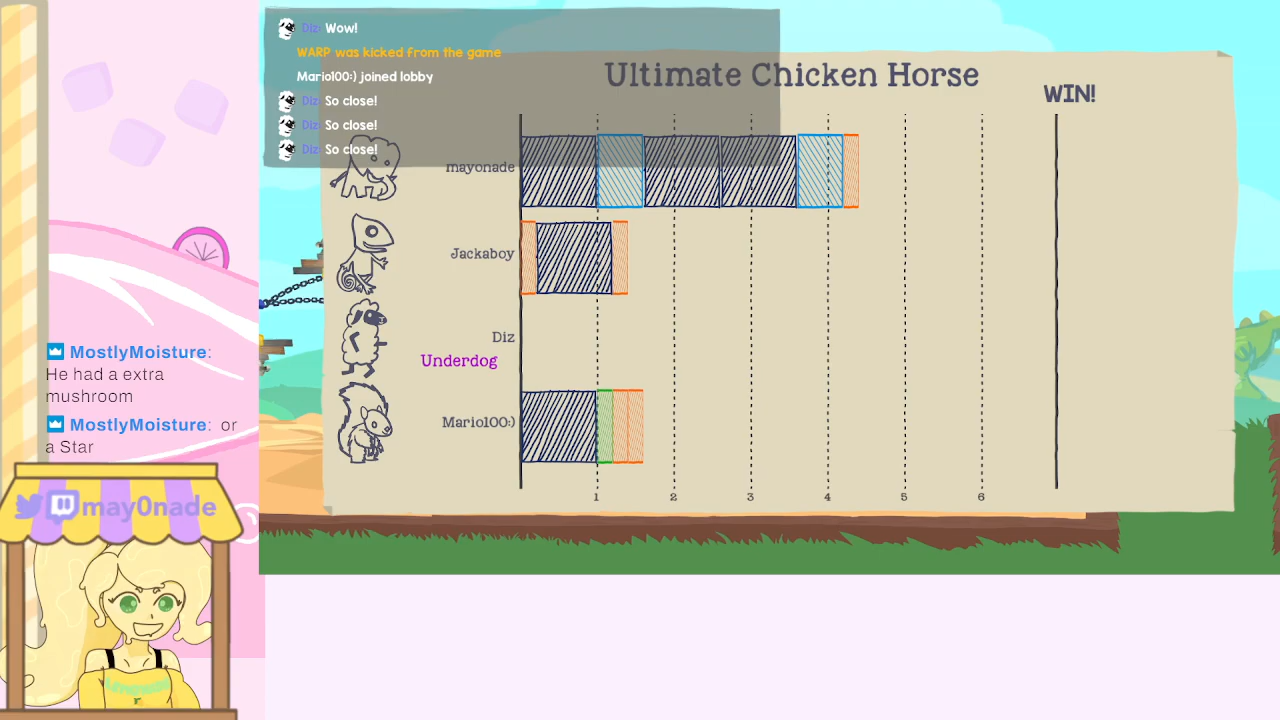 Diz: Wow!
WARP was kicked from the game
Mario100:) joined lobby
Diz: So close!
Diz: So close!
Diz: So close!
Ultimate Chicken Horse
WIN!
mayonade
Jackaboy
Diz
Underdog
Mario100:)
1 2 3 4 5 6
MostlyMoisture:
He had a extra
mushroom
MostlyMoisture: or
a Star
may0nade